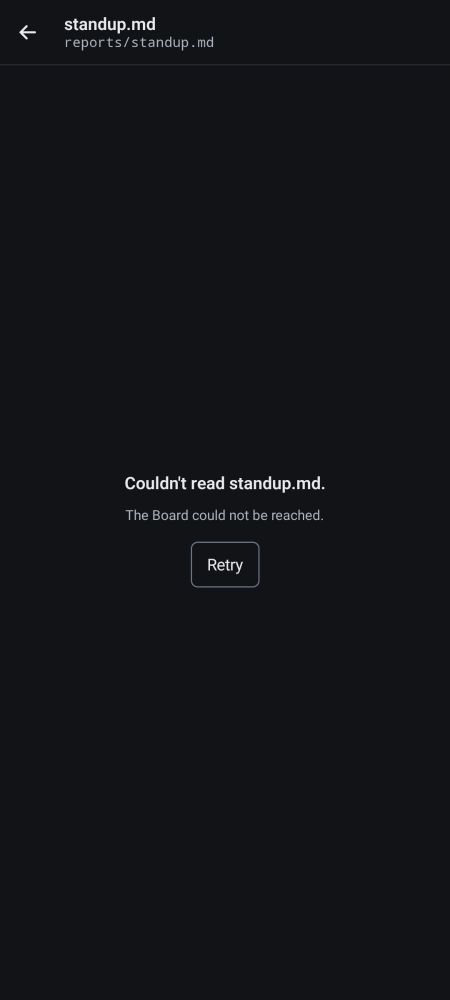 standup.md
reports/standup.md
Couldn't read standup.md.
The Board could not be reached.
Retry